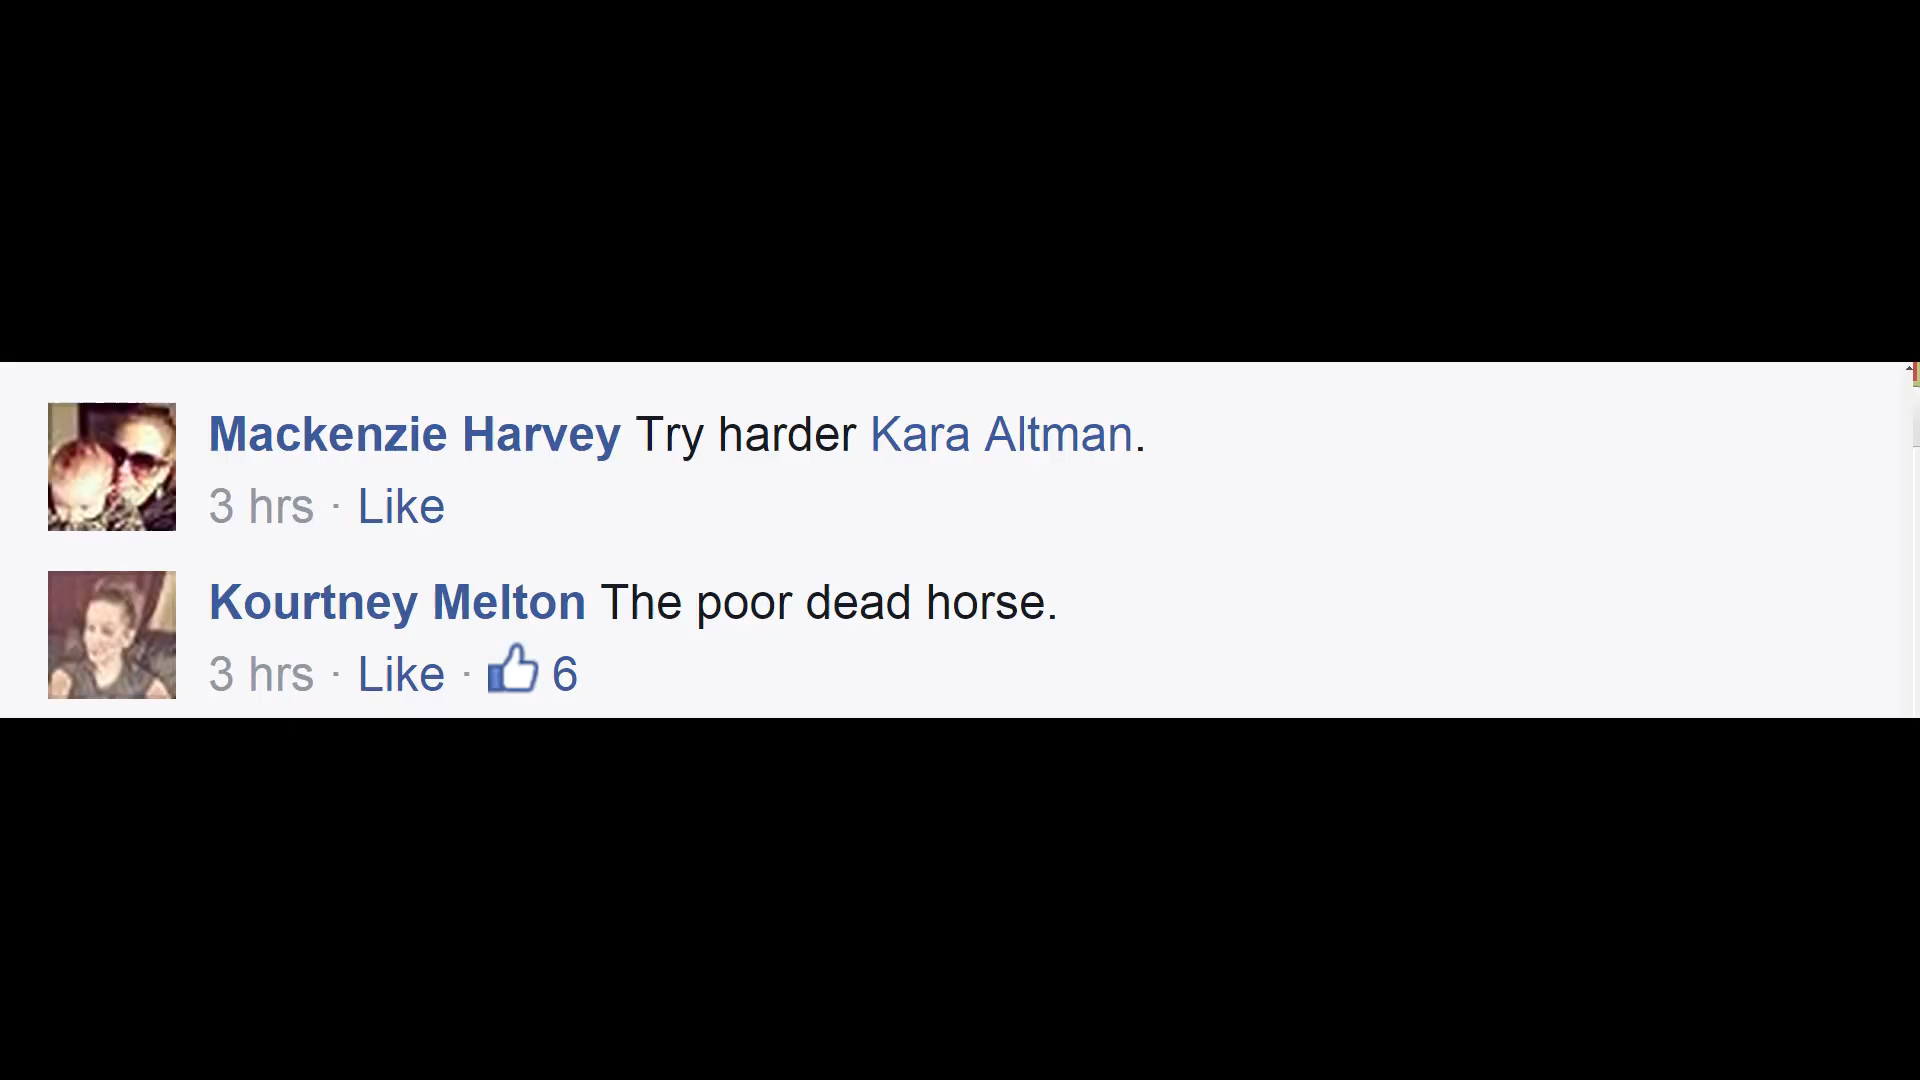 Mackenzie Harvey Try harder Kara Altman.
3 hrs · Like
Kourtney Melton The poor dead horse.
3 hrs · Like · 6